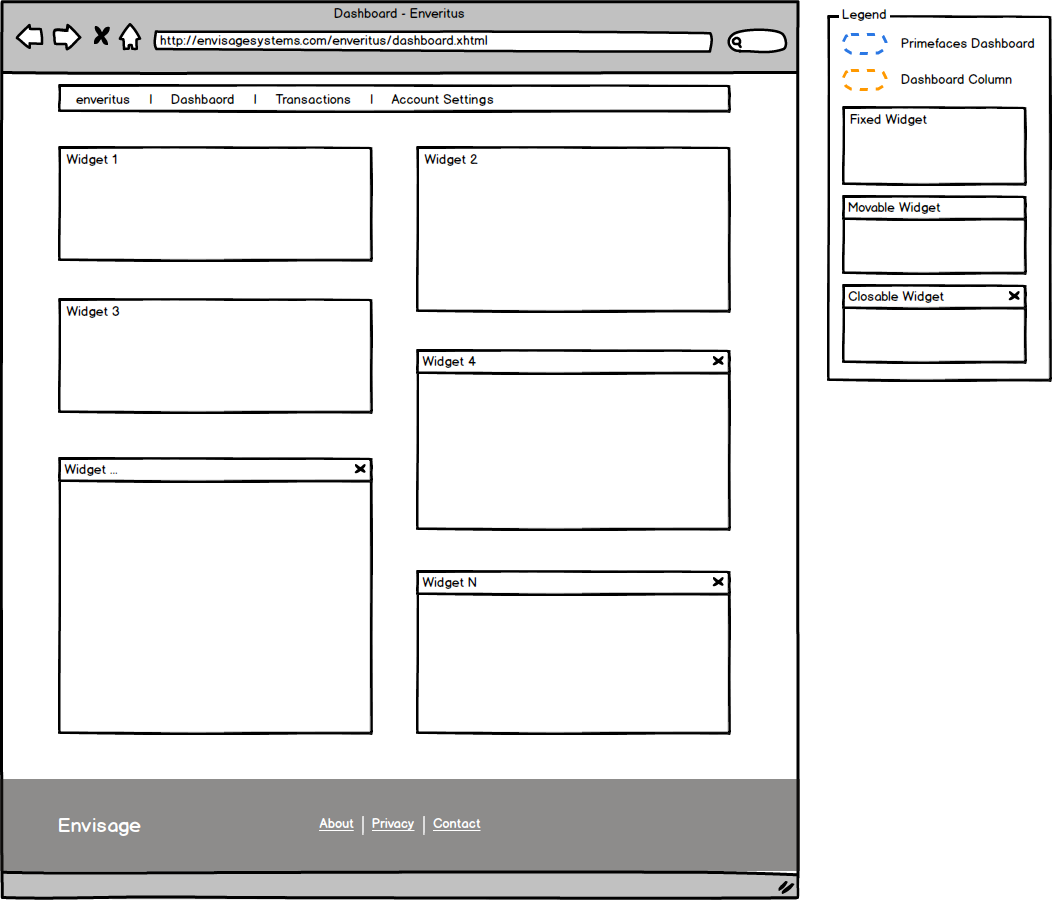 Dashboard - Enveritus
http://envisagesystems.com/enveritus/dashboard.xhtml
enveritus | Dashbaord | Transactions | Account Settings
Widget 1
Widget 2
Widget 3
Widget 4
Widget ...
Widget N
Envisage
About | Privacy | Contact
Legend
Primefaces Dashboard
Dashboard Column
Fixed Widget
Movable Widget
Closable Widget